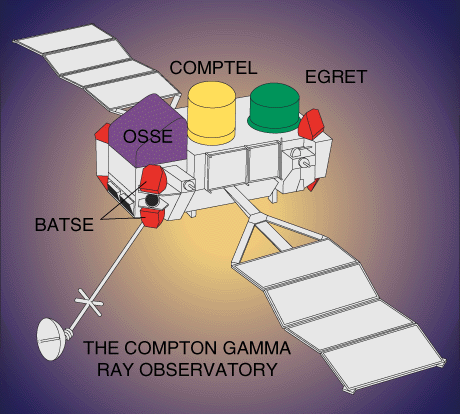 COMPTEL
EGRET
OSSE
BATSE
THE COMPTON GAMMA
RAY OBSERVATORY